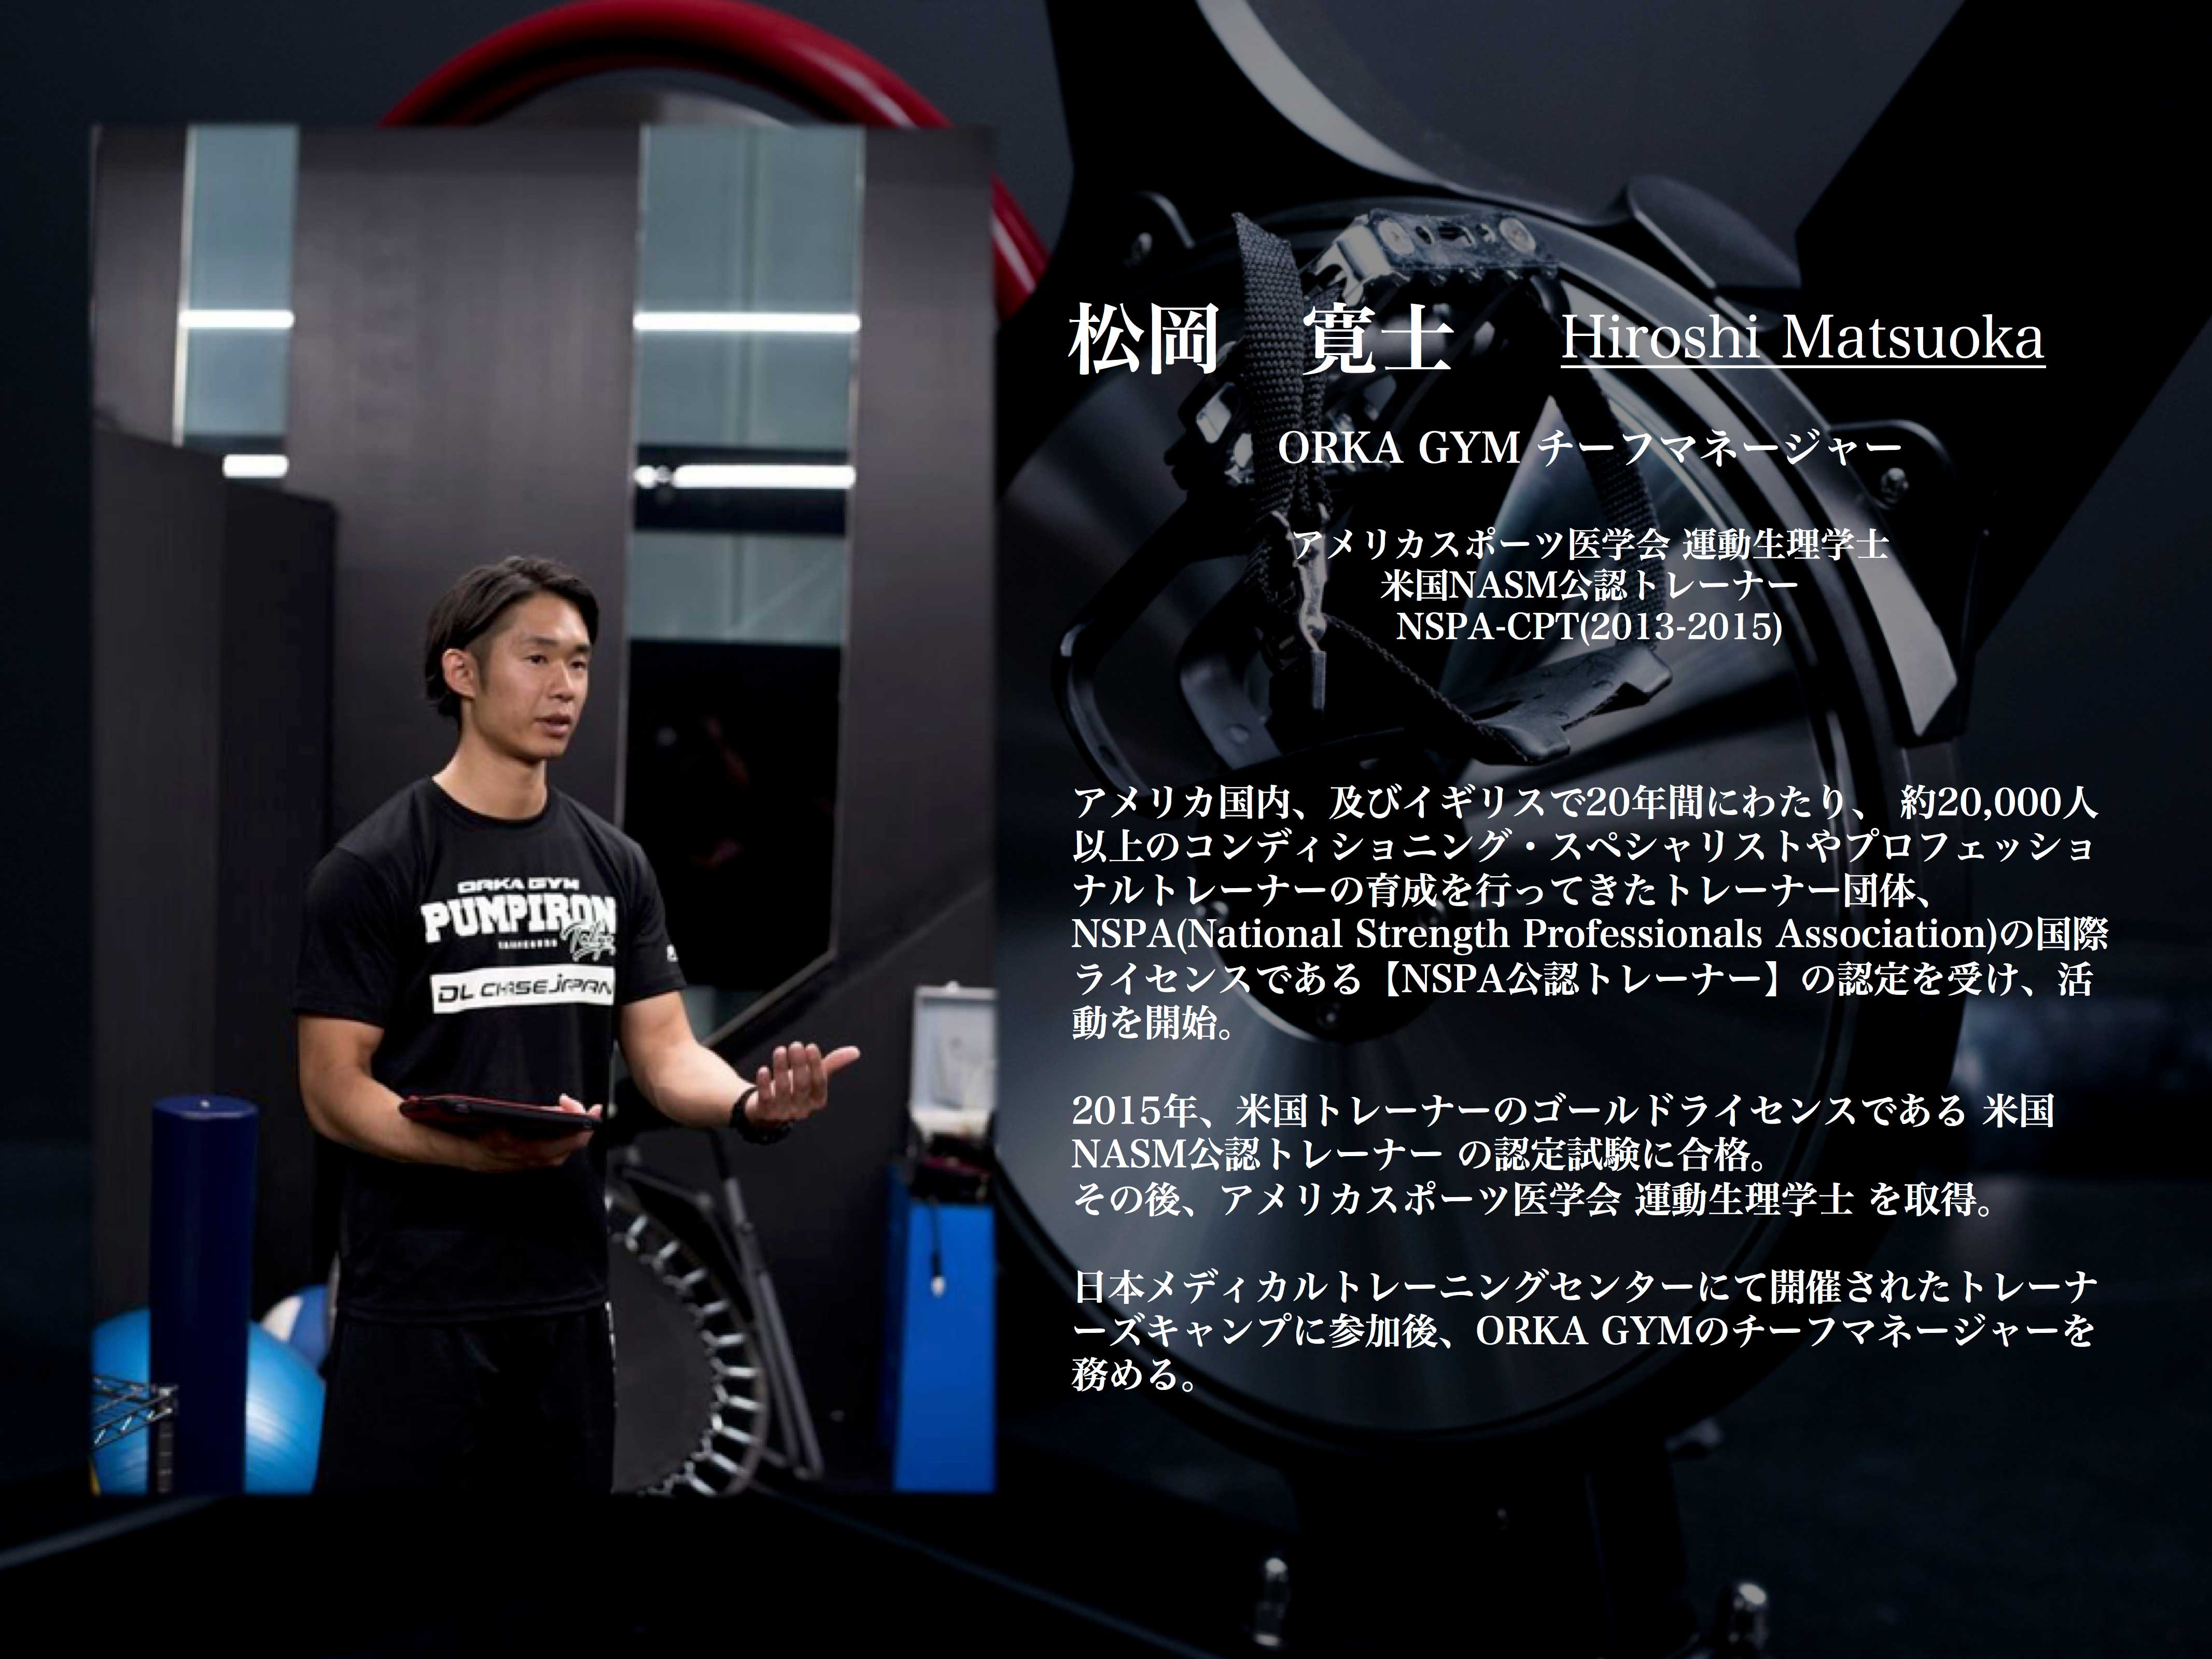 松岡　寛士　Hiroshi Matsuoka
ORKA GYM チーフマネージャー
アメリカスポーツ医学会 運動生理学士
米国NASM公認トレーナー
NSPA-CPT(2013-2015)
アメリカ国内、及びイギリスで20年間にわたり、 約20,000人
以上のコンディショニング・スペシャリストやプロフェッショ
ナルトレーナーの育成を行ってきたトレーナー団体、
NSPA(National Strength Professionals Association)の国際
ライセンスである【NSPA公認トレーナー】の認定を受け、活
動を開始。
2015年、米国トレーナーのゴールドライセンスである 米国
NASM公認トレーナー の認定試験に合格。
その後、アメリカスポーツ医学会 運動生理学士 を取得。
日本メディカルトレーニングセンターにて開催されたトレーナ
ーズキャンプに参加後、ORKA GYMのチーフマネージャーを
務める。
ORKA GYM
PUMPIRON
DL CHASE JAPAN